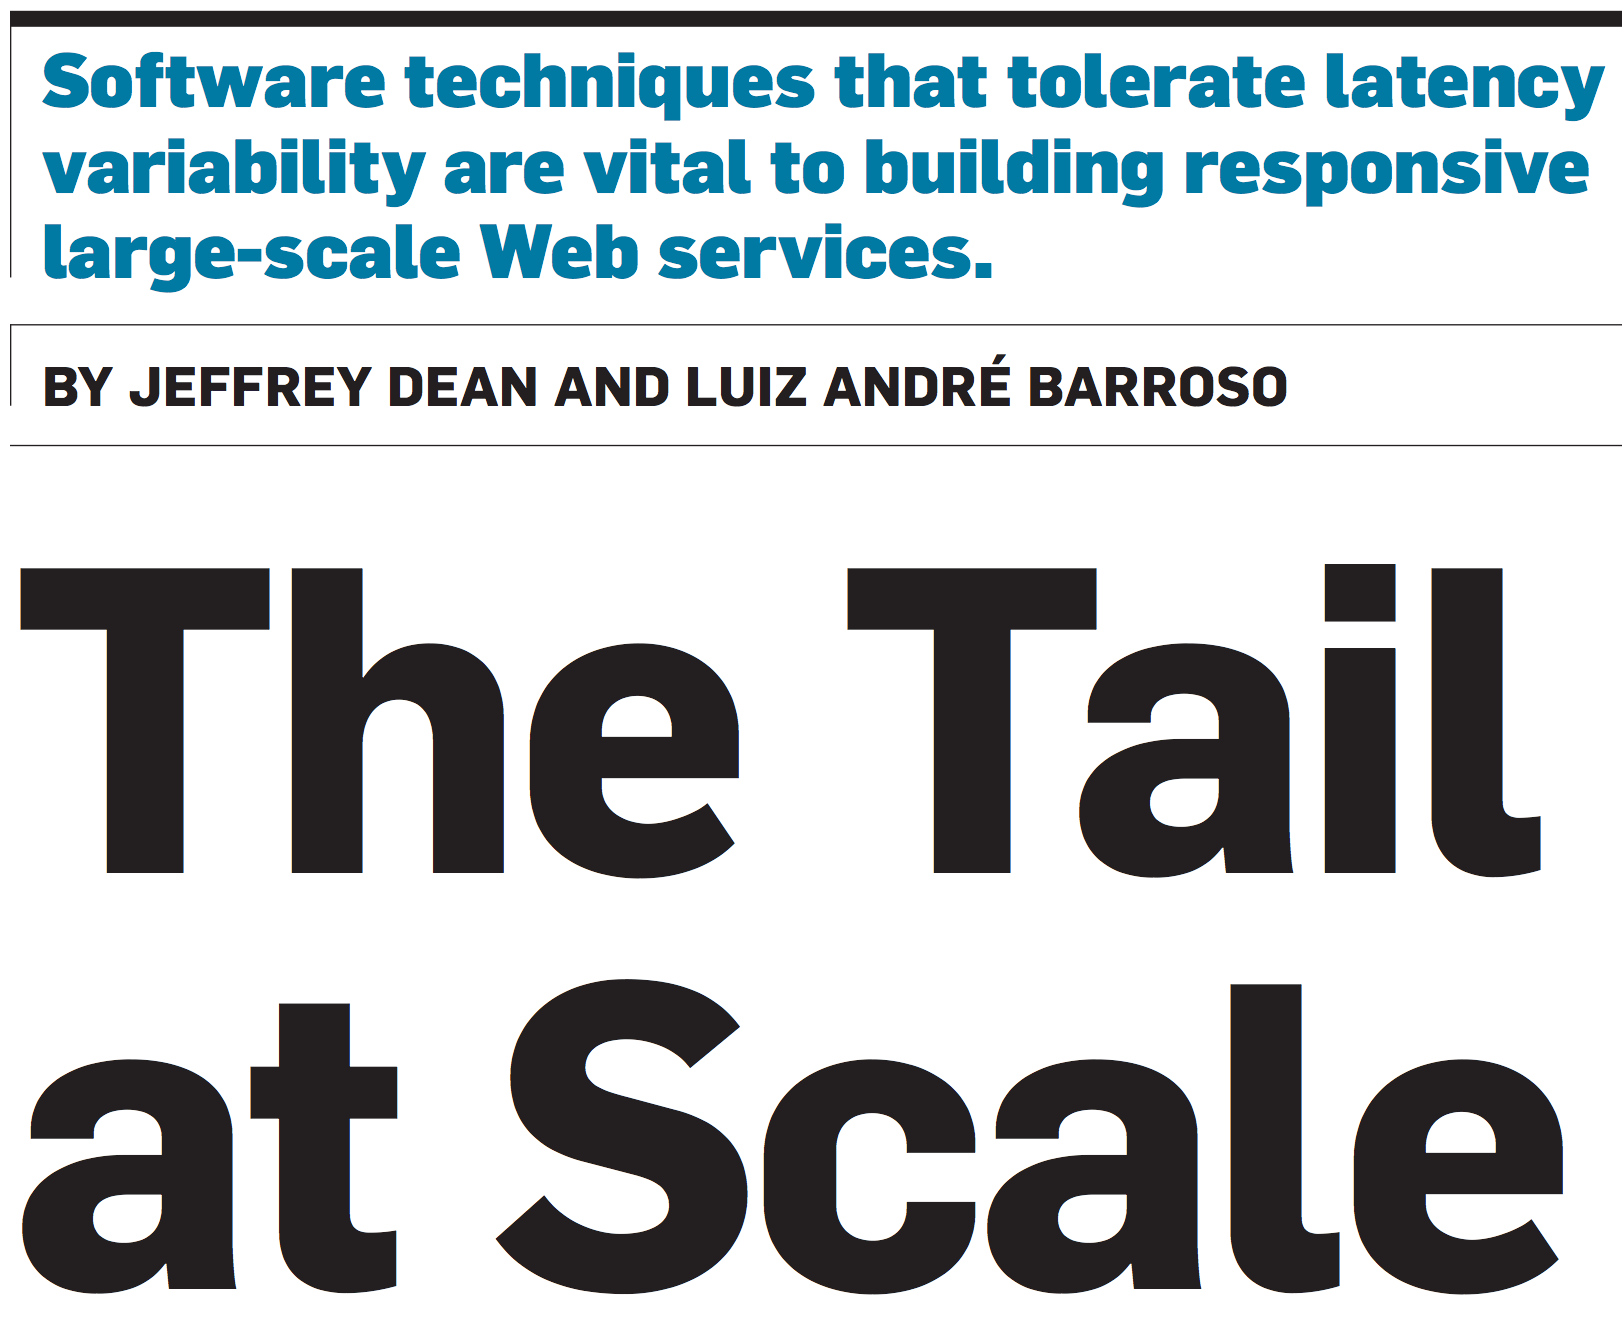 Software techniques that tolerate latency
variability are vital to building responsive
large-scale Web services.
BY JEFFREY DEAN AND LUIZ ANDRÉ BARROSO
The Tail
at Scale